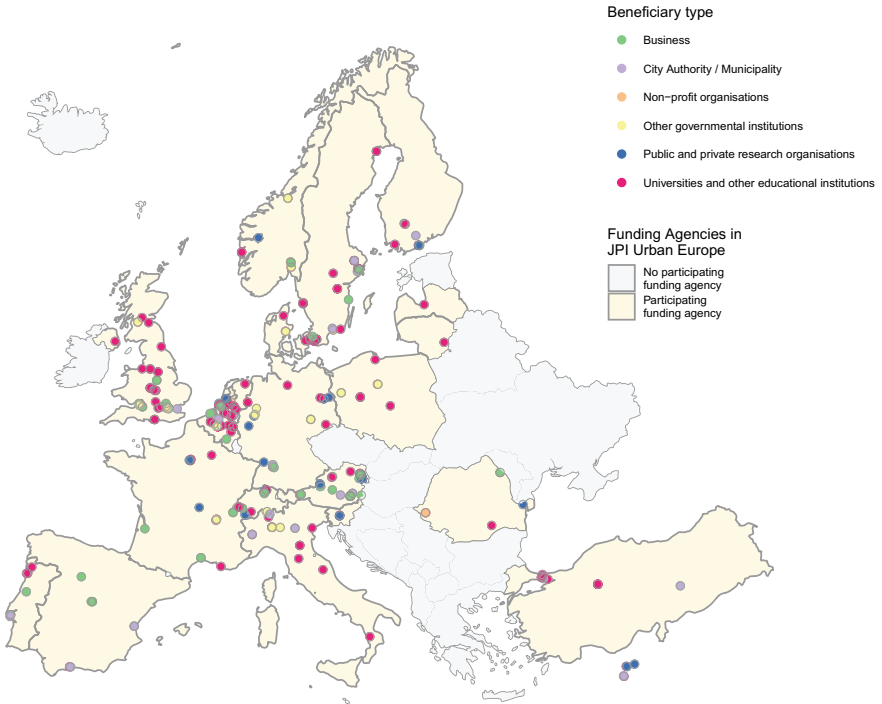 Beneficiary type
Business
City Authority / Municipality
Non−profit organisations
Other governmental institutions
Public and private research organisations
Universities and other educational institutions
Funding Agencies in
JPI Urban Europe
No participating
funding agency
Participating
funding agency